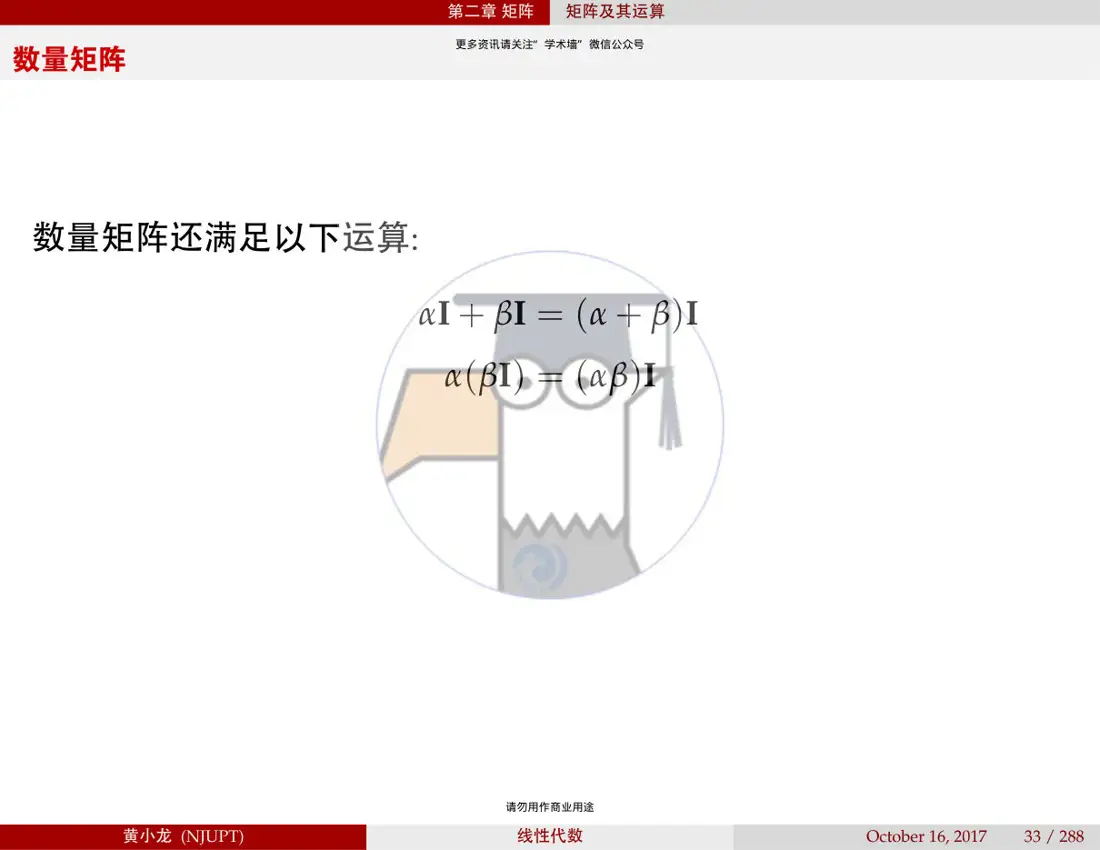 第二章 矩阵 矩阵及其运算
更多资讯请关注“学术墙”微信公众号
数量矩阵
数量矩阵还满足以下运算:
αI + βI = (α + β)I
α(βI) = (αβ)I
请勿用作商业用途
黄小龙 (NJUPT) 线性代数 October 16, 2017 33 / 288